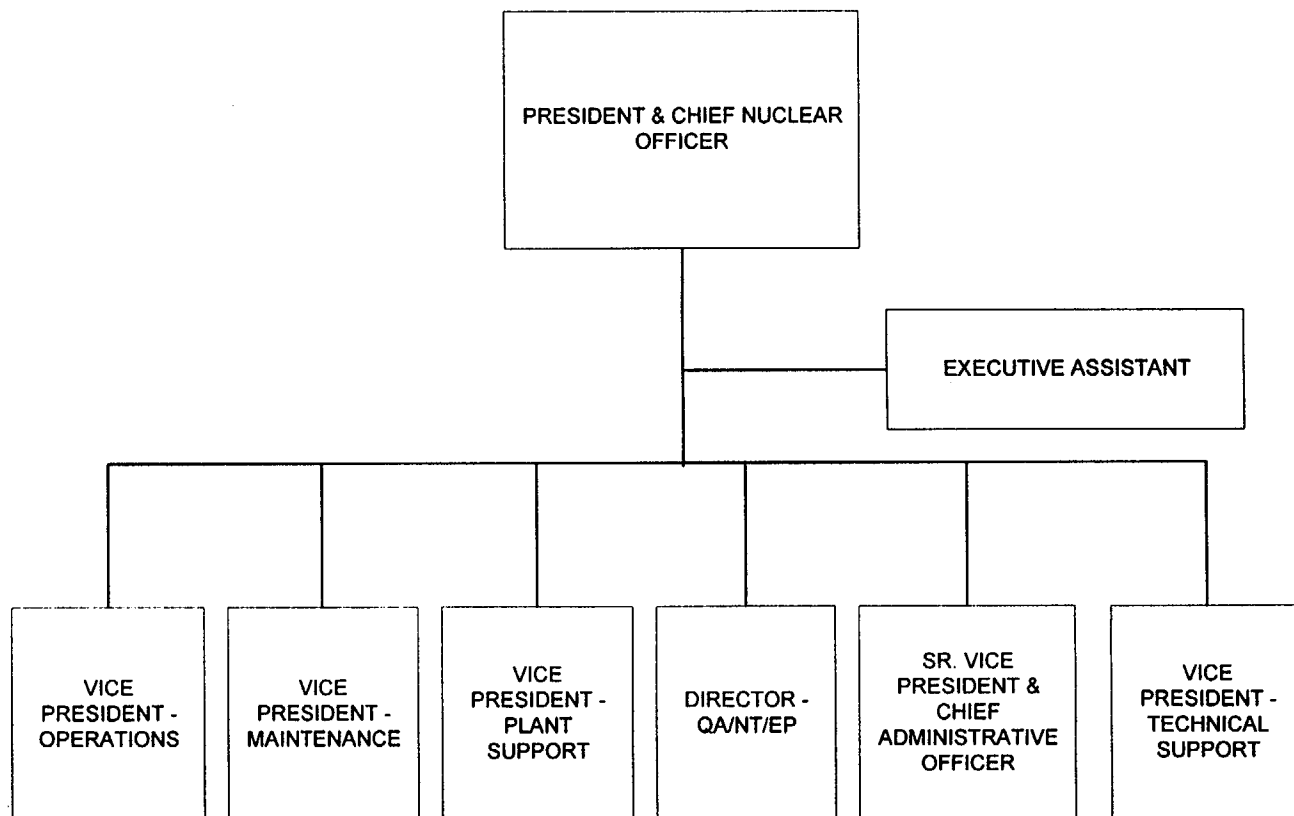 PRESIDENT & CHIEF NUCLEAR
OFFICER
EXECUTIVE ASSISTANT
VICE
PRESIDENT -
OPERATIONS
VICE
PRESIDENT -
MAINTENANCE
VICE
PRESIDENT -
PLANT
SUPPORT
DIRECTOR -
QA/NT/EP
SR. VICE
PRESIDENT &
CHIEF
ADMINISTRATIVE
OFFICER
VICE
PRESIDENT -
TECHNICAL
SUPPORT